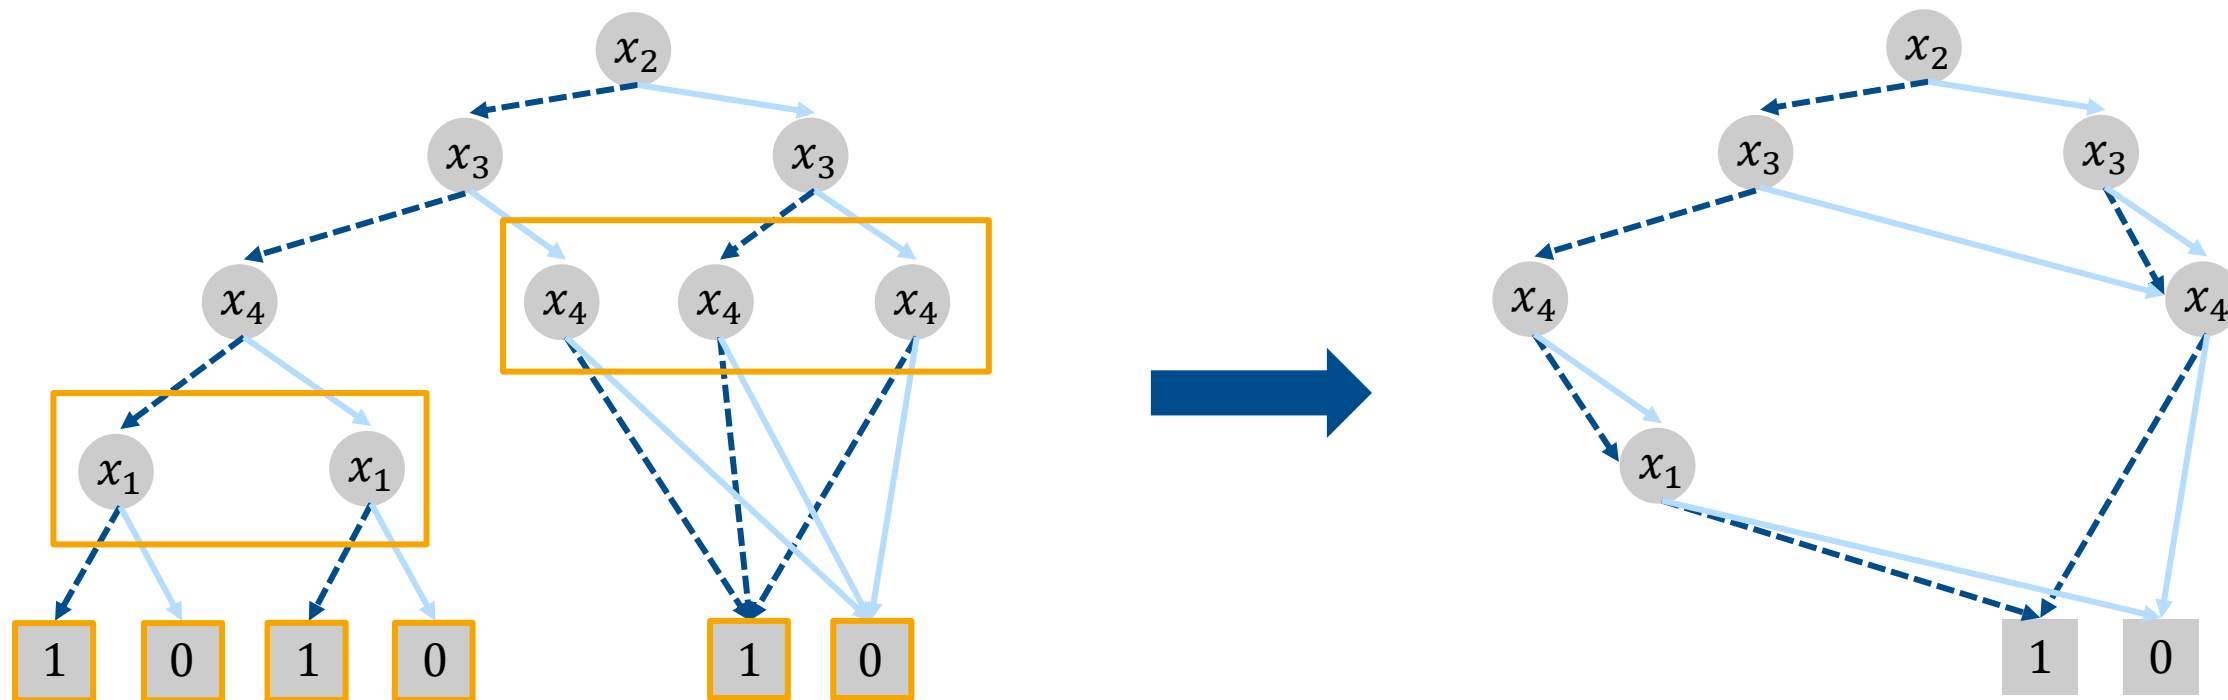 x₂
x₂
x₃ x₃
x₃ x₃
x₄ x₄ x₄ x₄
x₄ x₄
x₁ x₁
x₁
1 0 1 0 1 0
1 0